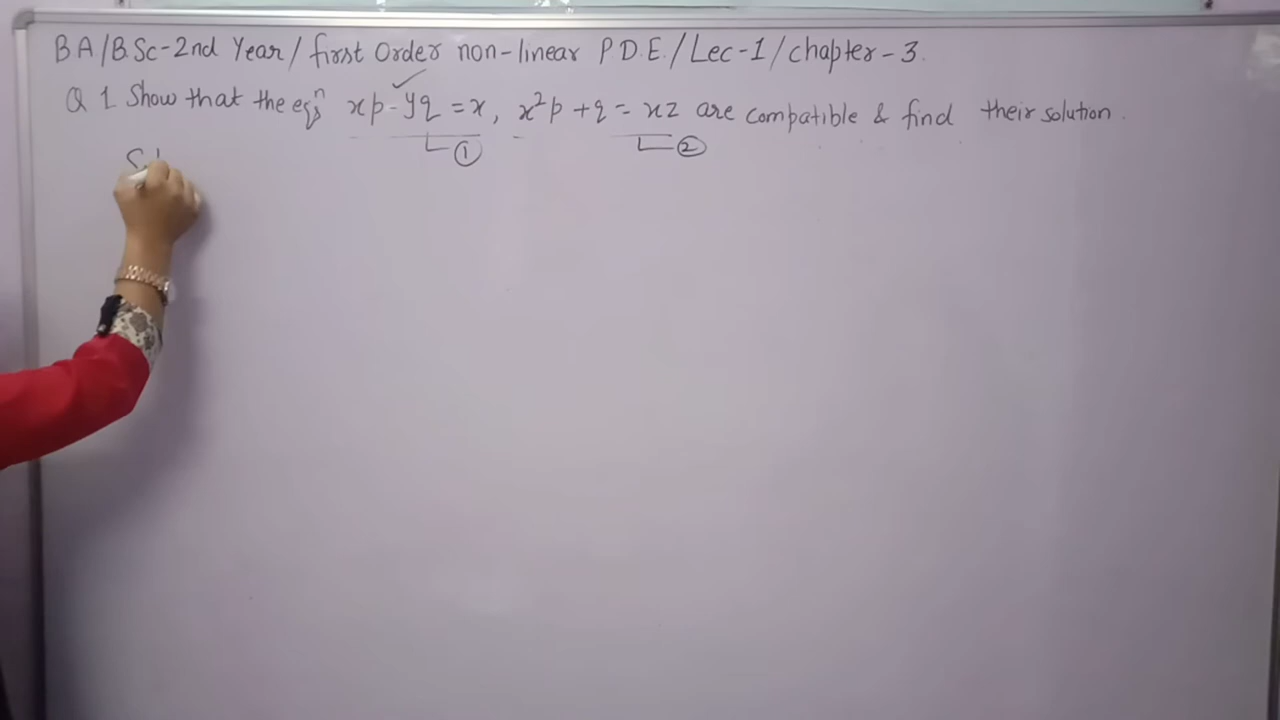 BA/B.Sc-2nd Year/first Order non-linear P.D.E./Lec-1/chapter-3.
Q 1 Show that the eqⁿs xp-yq = x, x²p + q = xz are compatible & find their solution.
① ②